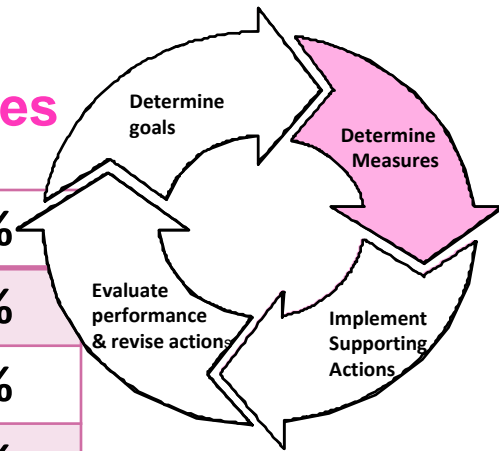 es
Determine
goals
Determine
Measures
%
%
%
%
Evaluate
performance
& revise actions
Implement
Supporting
Actions